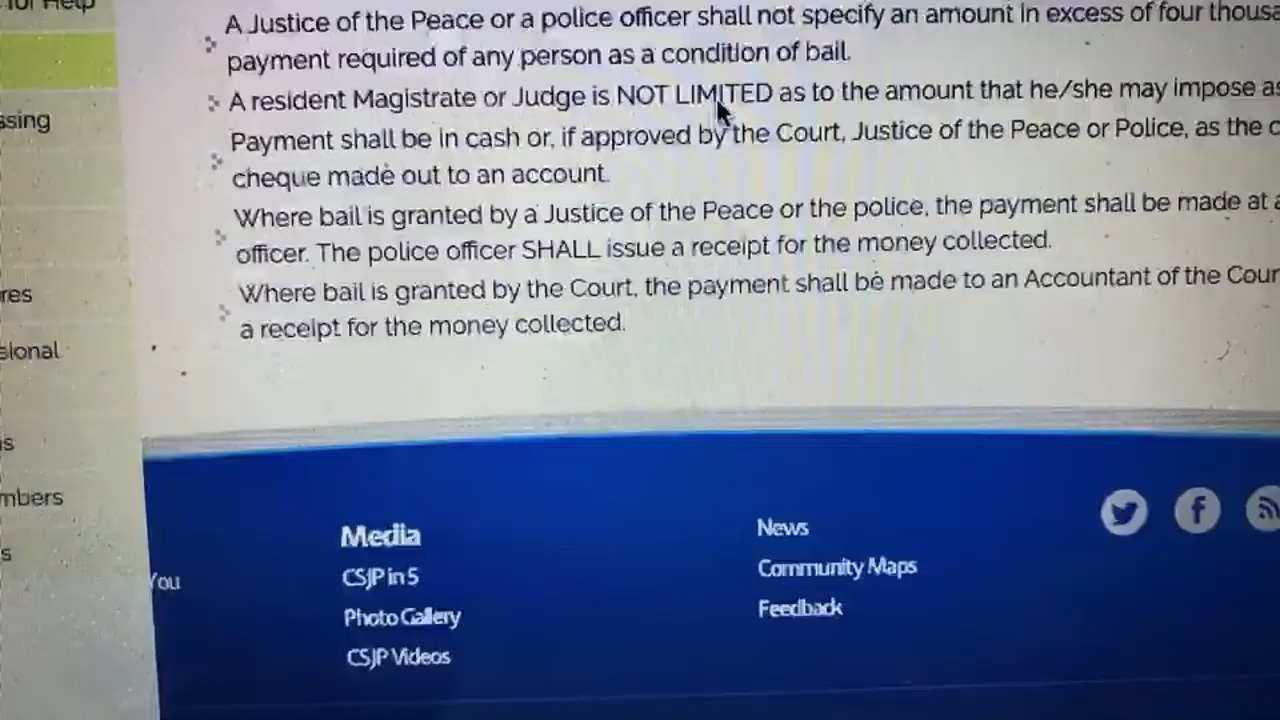 for Help
A Justice of the Peace or a police officer shall not specify an amount in excess of four
payment required of any person as a condition of bail.
A resident Magistrate or Judge is NOT LIMITED as to the amount that he/she may impose as
Payment shall be in cash or, if approved by the Court, Justice of the Peace or Police, as the
cheque made out to an account.
Where bail is granted by a Justice of the Peace or the police, the payment shall be made at
officer. The police officer SHALL issue a receipt for the money collected.
Where bail is granted by the Court, the payment shall be made to an Accountant of the
a receipt for the money collected.
You
Media
CSJP in 5
Photo Gallery
CSJP Videos
News
Community Maps
Feedback